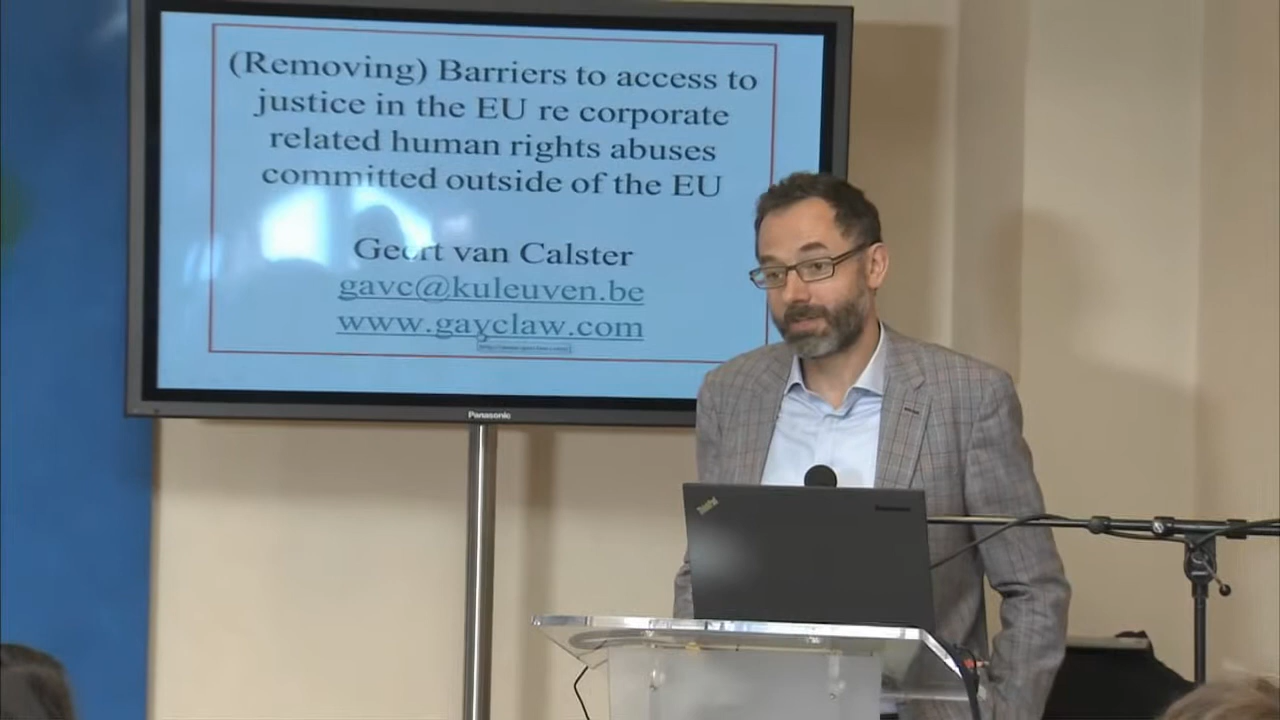 (Removing) Barriers to access to
justice in the EU re corporate
related human rights abuses
committed outside of the EU
Geert van Calster
gavc@kuleuven.be
www.gavclaw.com
Panasonic
ThinkPad